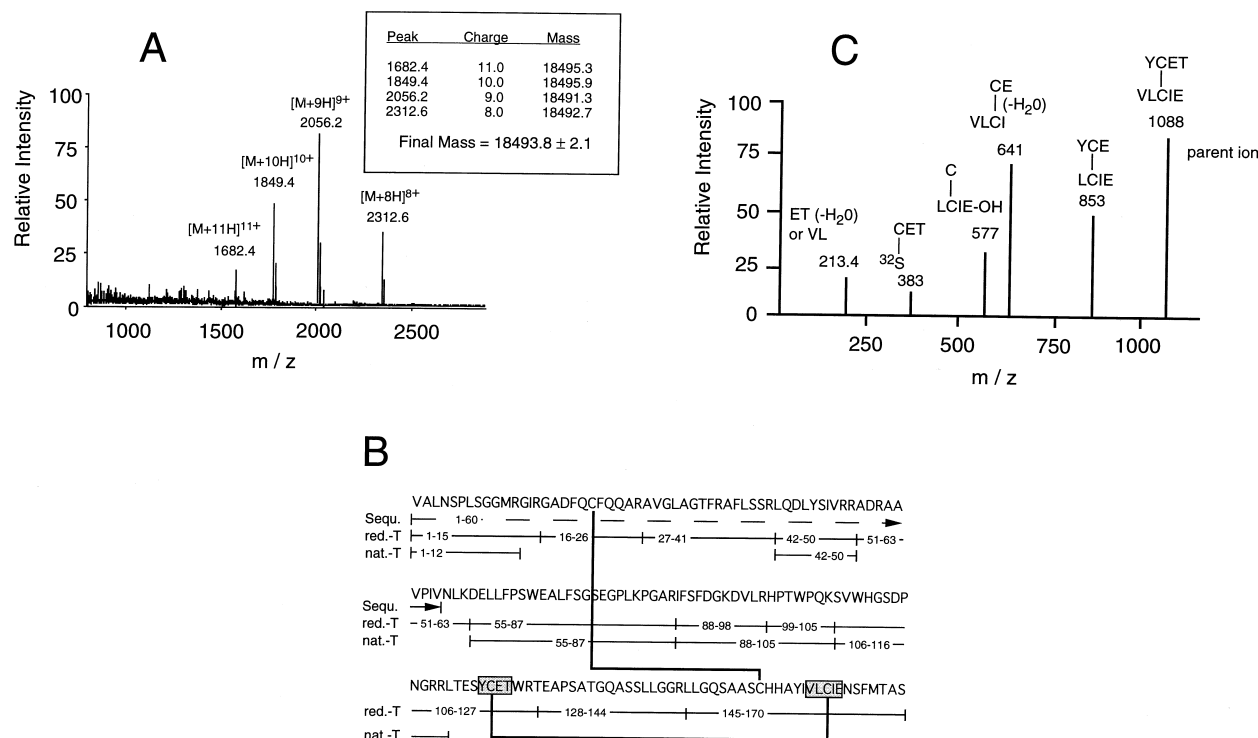 A
Peak Charge Mass
1682.4 11.0 18495.3
1849.4 10.0 18495.9
2056.2 9.0 18491.3
2312.6 8.0 18492.7
Final Mass = 18493.8 ± 2.1
Relative Intensity
100
75
50
25
0
[M+9H]9+
2056.2
[M+10H]10+
1849.4
[M+8H]8+
2312.6
[M+11H]11+
1682.4
1000 1500 2000 2500
m / z
C
Relative Intensity
100
75
50
25
0
YCET
VLCIE
1088
parent ion
CE
(-H20)
VLCI
641
YCE
LCIE
853
C
LCIE-OH
577
ET (-H20)
or VL
213.4
CET
32S
383
250 500 750 1000
m / z
B
VALNSPLSGGMRGIRGADFQCFQQARAVGLAGTFRAFLSSRLQDLYSIVRRADRAA
Sequ. 1-60
red.-T 1-15 16-26 27-41 42-50 51-63
nat.-T 1-12 42-50
VPIVNLKDELLFPSWEALFSGSEGPLKPGARIFSFDGKDVLRHPTWPQKSVWHGSDP
Sequ.
red.-T 51-63 55-87 88-98 99-105
nat.-T 55-87 88-105 106-116
NGRRLTESYCETWRTEAPSATGQASSLLGGRLLGQSAASCHHAYIVLCIENSFMTAS
red.-T 106-127 128-144 145-170
nat.-T